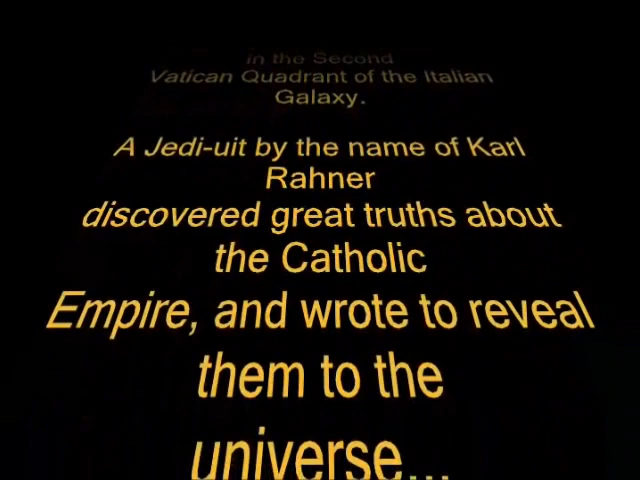 in the Second
Vatican Quadrant of the Italian
Galaxy.
A Jedi-uit by the name of Karl
Rahner
discovered great truths about
the Catholic
Empire, and wrote to reveal
them to the
universe...